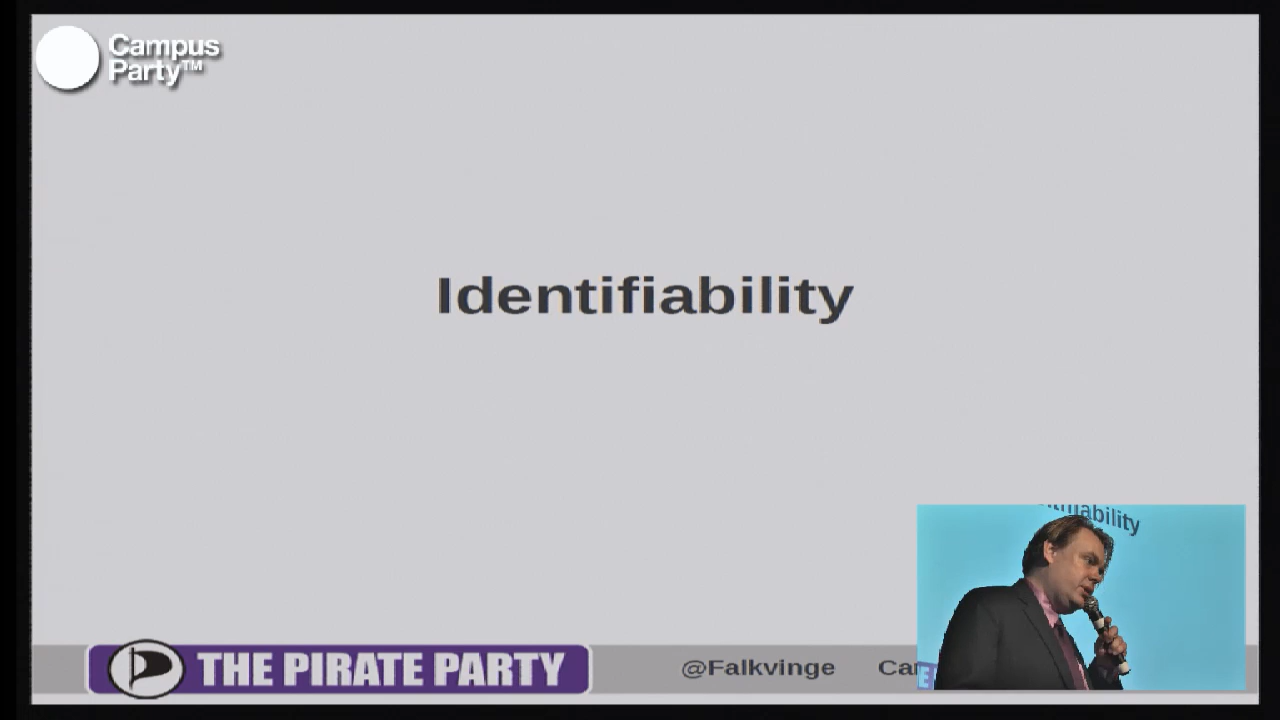 Campus
Party™
Identifiability
THE PIRATE PARTY
@Falkvinge